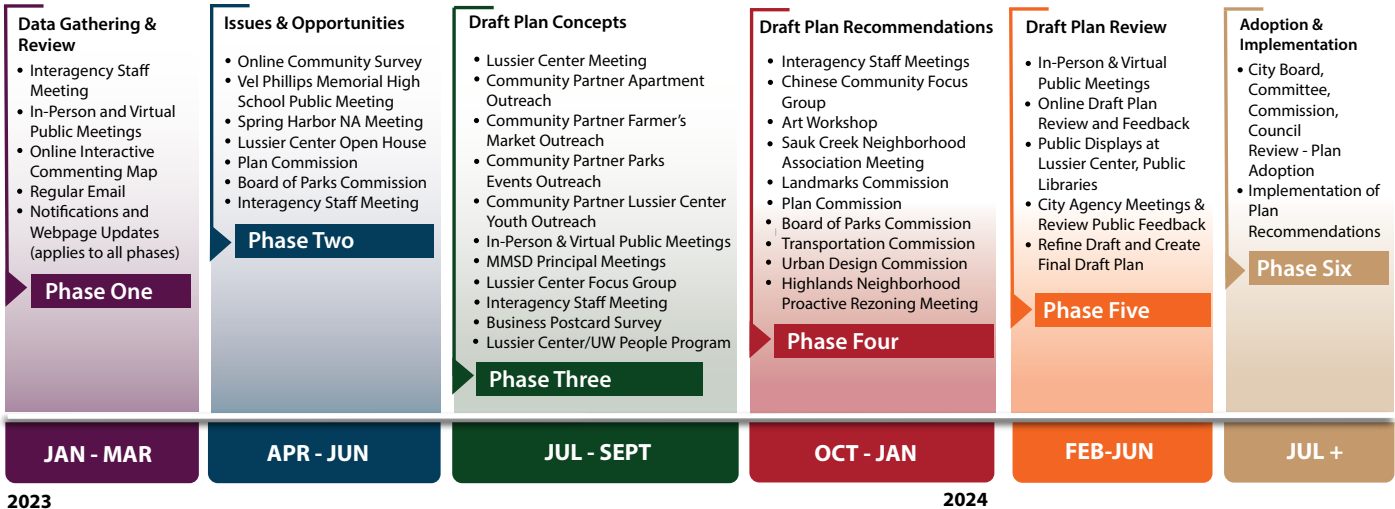 Data Gathering &
Review
• Interagency Staff
Meeting
• In-Person and Virtual
Public Meetings
• Online Interactive
Commenting Map
• Regular Email
• Notifications and
Webpage Updates
(applies to all phases)
Phase One
JAN - MAR
2023
Issues & Opportunities
• Online Community Survey
• Vel Phillips Memorial High
School Public Meeting
• Spring Harbor NA Meeting
• Lussier Center Open House
• Plan Commission
• Board of Parks Commission
• Interagency Staff Meeting
Phase Two
APR - JUN
Draft Plan Concepts
• Lussier Center Meeting
• Community Partner Apartment
Outreach
• Community Partner Farmer's
Market Outreach
• Community Partner Parks
Events Outreach
• Community Partner Lussier Center
Youth Outreach
• In-Person & Virtual Public Meetings
• MMSD Principal Meetings
• Lussier Center Focus Group
• Interagency Staff Meeting
• Business Postcard Survey
• Lussier Center/UW People Program
Phase Three
JUL - SEPT
Draft Plan Recommendations
• Interagency Staff Meetings
• Chinese Community Focus
Group
• Art Workshop
• Sauk Creek Neighborhood
Association Meeting
• Landmarks Commission
• Plan Commission
• Board of Parks Commission
• Transportation Commission
• Urban Design Commission
• Highlands Neighborhood
Proactive Rezoning Meeting
Phase Four
OCT - JAN
2024
Draft Plan Review
• In-Person & Virtual
Public Meetings
• Online Draft Plan
Review and Feedback
• Public Displays at
Lussier Center, Public
Libraries
• City Agency Meetings &
Review Public Feedback
• Refine Draft and Create
Final Draft Plan
Phase Five
FEB-JUN
Adoption &
Implementation
• City Board,
Committee,
Commission,
Council
Review - Plan
Adoption
• Implementation of
Plan
Recommendations
Phase Six
JUL +